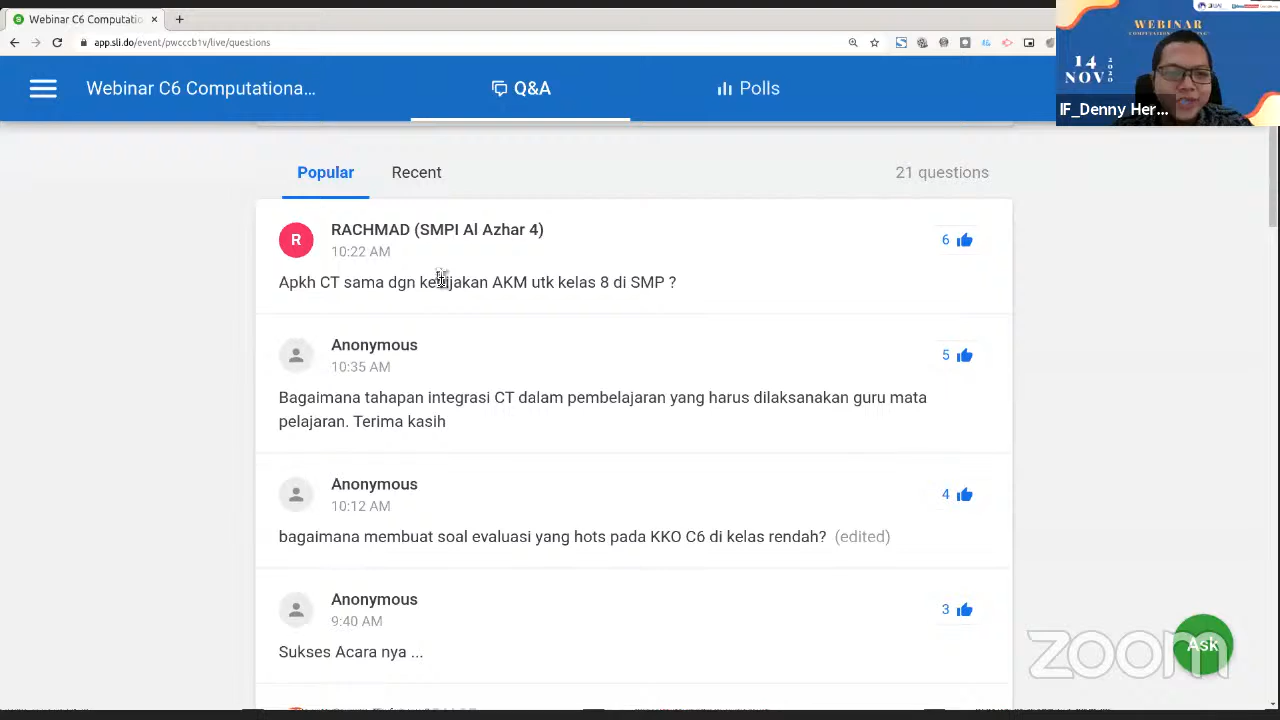 Webinar C6 Computatio
app.sli.do/event/pwcccb1v/live/questions
WEBINAR
14
NOV
2020
IF_Denny Her...
Webinar C6 Computationa...
Q&A
Polls
Popular
Recent
21 questions
R
RACHMAD (SMPI Al Azhar 4)
10:22 AM
6
Apkh CT sama dgn kebijakan AKM utk kelas 8 di SMP ?
Anonymous
10:35 AM
5
Bagaimana tahapan integrasi CT dalam pembelajaran yang harus dilaksanakan guru mata
pelajaran. Terima kasih
Anonymous
10:12 AM
4
bagaimana membuat soal evaluasi yang hots pada KKO C6 di kelas rendah? (edited)
Anonymous
9:40 AM
3
Sukses Acara nya ...
Ask
zoom